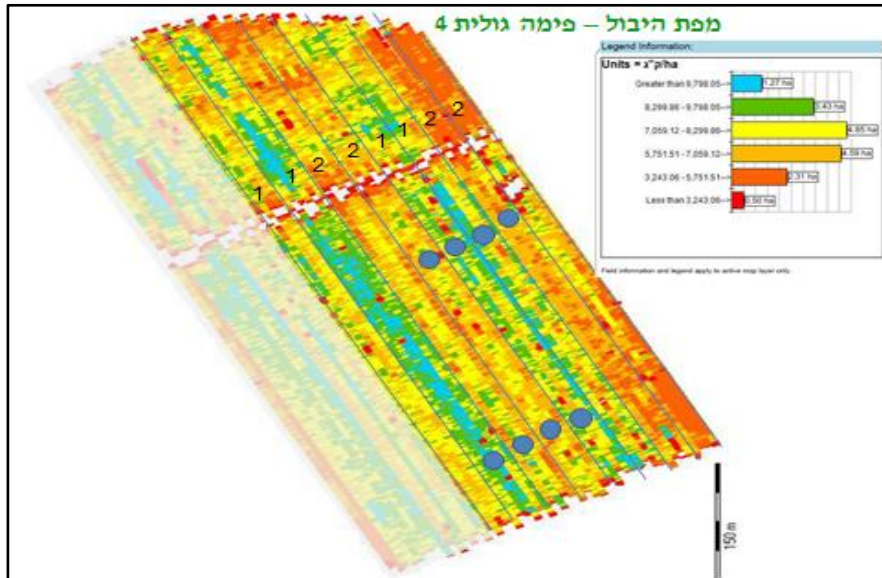 מפת היבול – פימה גולית 4
Legend Information:
Units = ק"ג/ha
Greater than 9,798.05
1.27 ha
8,299.86 - 9,798.05
3.43 ha
7,059.12 - 8,299.86
4.85 ha
5,751.51 - 7,059.12
4.59 ha
3,243.06 - 5,751.51
2.31 ha
Less than 3,243.06
0.50 ha
Field information and legend apply to active map layer only.
1 1 2 2 1 1 2 2
150 m